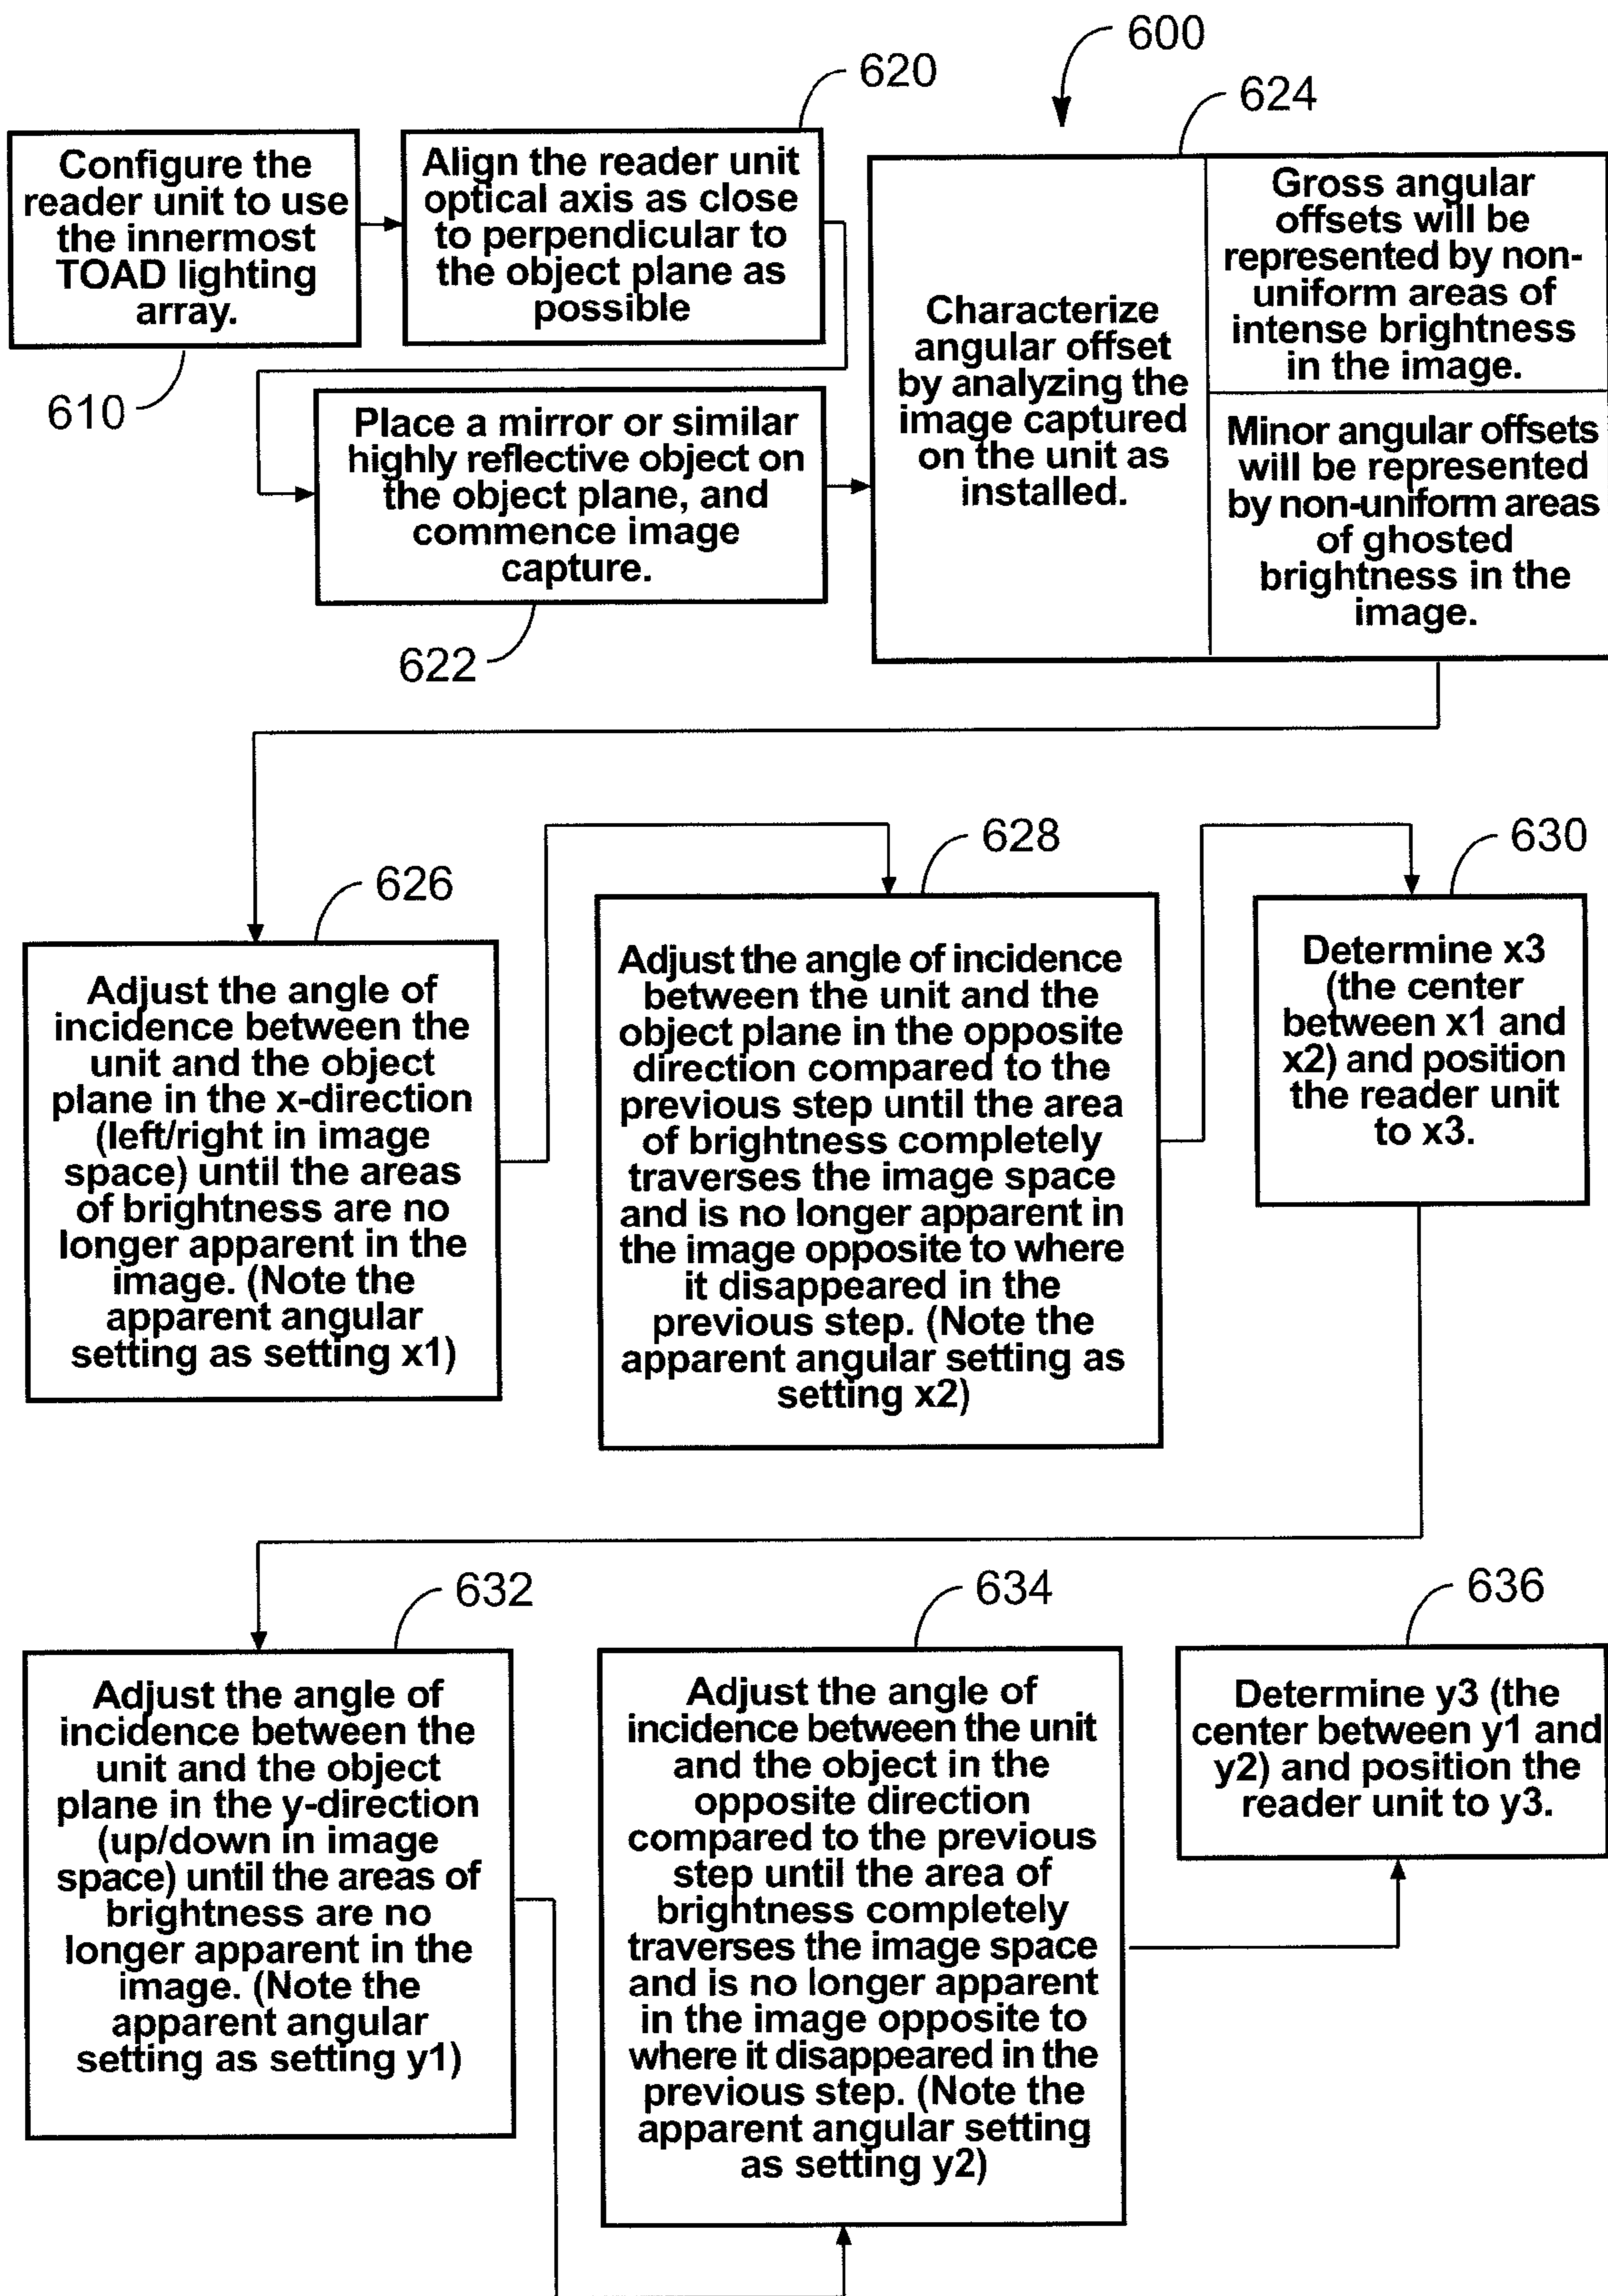 600
620
624
Configure the
reader unit to use
the innermost
TOAD lighting
array.
610
Align the reader unit
optical axis as close
to perpendicular to
the object plane as
possible
Place a mirror or similar
highly reflective object on
the object plane, and
commence image
capture.
622
Characterize
angular offset
by analyzing the
image captured
on the unit as
installed.
Gross angular
offsets will be
represented by non-
uniform areas of
intense brightness
in the image.
Minor angular offsets
will be represented
by non-uniform areas
of ghosted
brightness in the
image.
626
Adjust the angle of
incidence between the
unit and the object
plane in the x-direction
(left/right in image
space) until the areas
of brightness are no
longer apparent in the
image. (Note the
apparent angular
setting as setting x1)
628
Adjust the angle of incidence
between the unit and the
object plane in the opposite
direction compared to the
previous step until the area
of brightness completely
traverses the image space
and is no longer apparent in
the image opposite to where
it disappeared in the
previous step. (Note the
apparent angular setting as
setting x2)
630
Determine x3
(the center
between x1 and
x2) and position
the reader unit
to x3.
632
Adjust the angle of
incidence between the
unit and the object
plane in the y-direction
(up/down in image
space) until the areas of
brightness are no
longer apparent in the
image. (Note the
apparent angular
setting as setting y1)
634
Adjust the angle of
incidence between the unit
and the object in the
opposite direction
compared to the previous
step until the area of
brightness completely
traverses the image space
and is no longer apparent
in the image opposite to
where it disappeared in the
previous step. (Note the
apparent angular setting
as setting y2)
636
Determine y3 (the
center between y1 and
y2) and position the
reader unit to y3.